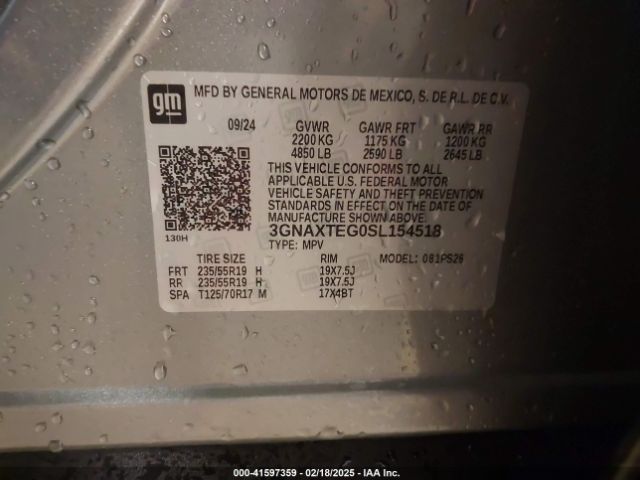 gm
MFD BY GENERAL MOTORS DE MEXICO, S. DE R.L. DE C.V.
09/24 GVWR GAWR FRT GAWR RR
2200 KG 1175 KG 1200 KG
4850 LB 2590 LB 2645 LB
THIS VEHICLE CONFORMS TO ALL
APPLICABLE U.S. FEDERAL MOTOR
VEHICLE SAFETY AND THEFT PREVENTION
STANDARDS IN EFFECT ON THE DATE OF
MANUFACTURE SHOWN ABOVE.
130H
3GNAXTEG0SL154518
TYPE: MPV
TIRE SIZE RIM MODEL: 081PS26
FRT 235/55R19 H 19X7.5J
RR 235/55R19 H 19X7.5J
SPA T125/70R17 M 17X4BT
000-41597359 — 02/18/2025 — IAA Inc.